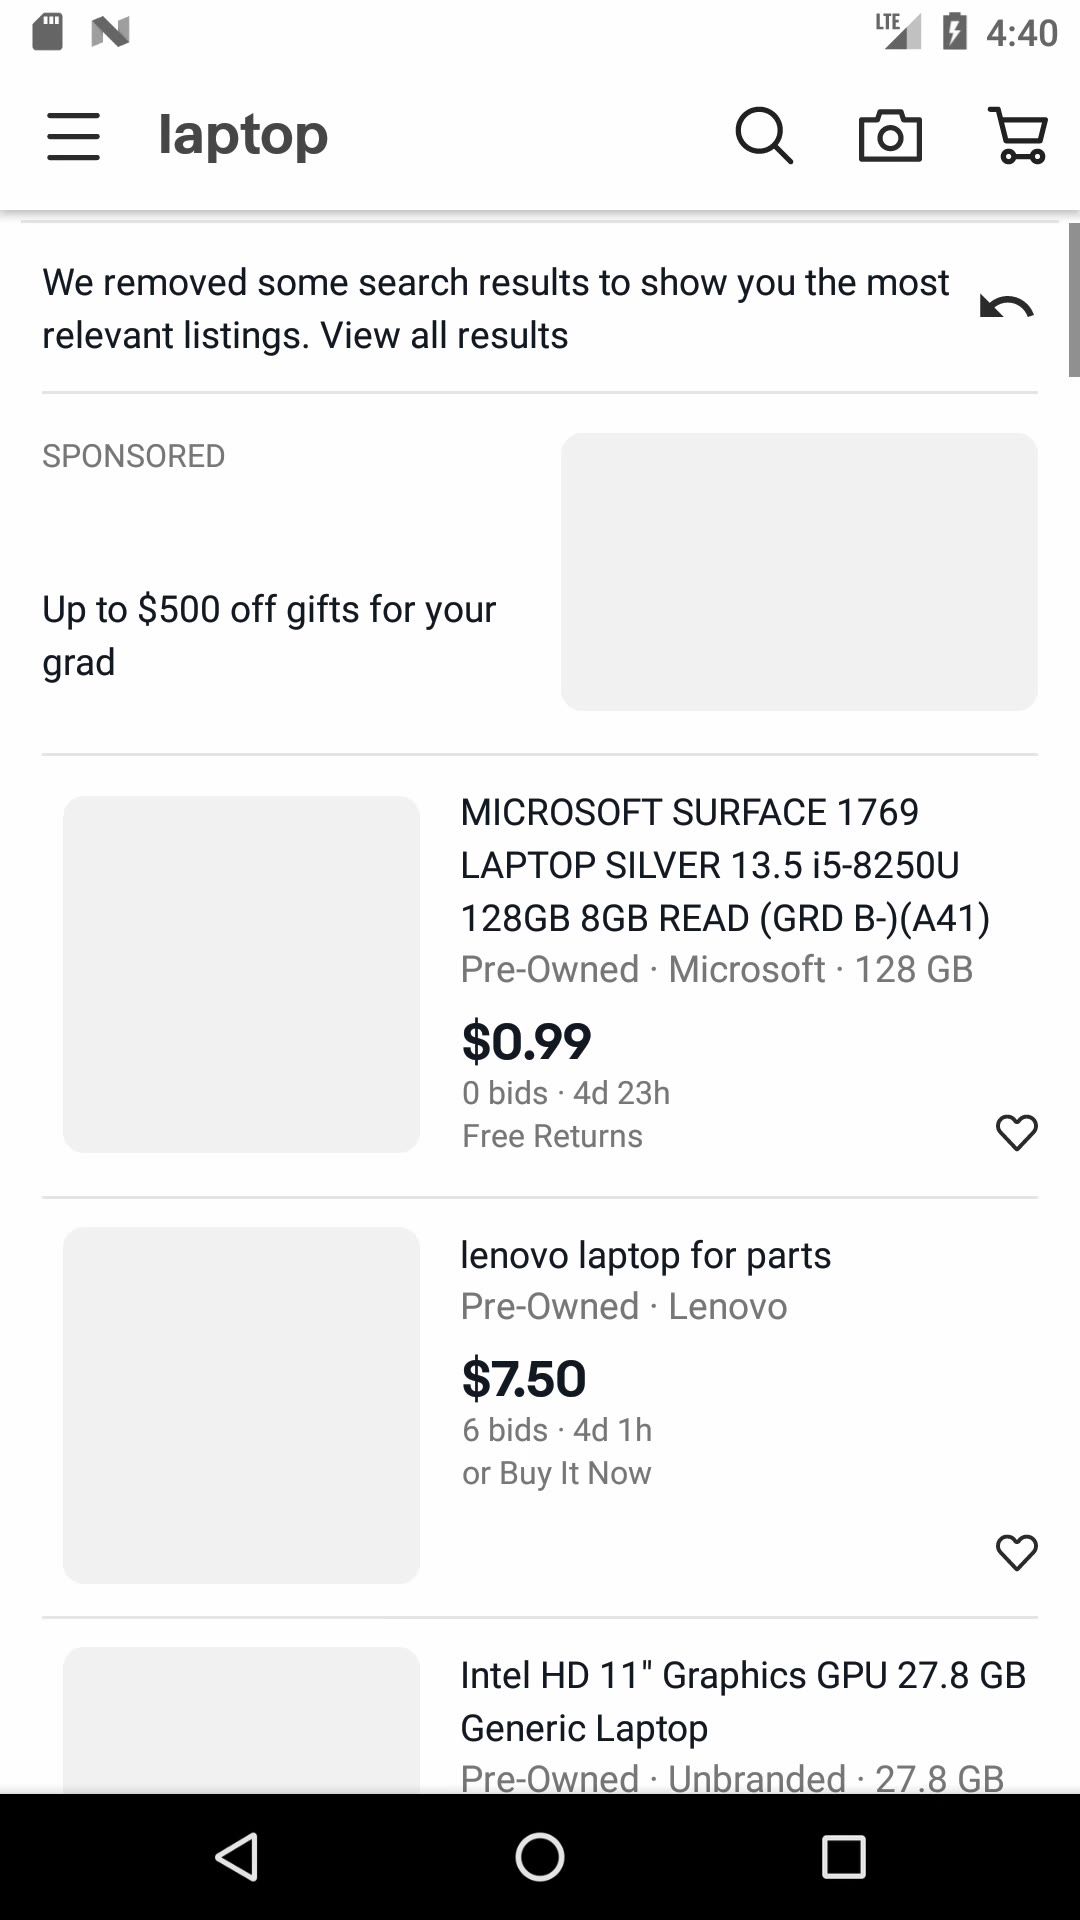 LTE 4:40
laptop
We removed some search results to show you the most
relevant listings. View all results
SPONSORED
Up to $500 off gifts for your
grad
MICROSOFT SURFACE 1769
LAPTOP SILVER 13.5 i5-8250U
128GB 8GB READ (GRD B-)(A41)
Pre-Owned · Microsoft · 128 GB
$0.99
0 bids · 4d 23h
Free Returns
lenovo laptop for parts
Pre-Owned · Lenovo
$7.50
6 bids · 4d 1h
or Buy It Now
Intel HD 11" Graphics GPU 27.8 GB
Generic Laptop
Pre-Owned · Unbranded · 27.8 GB